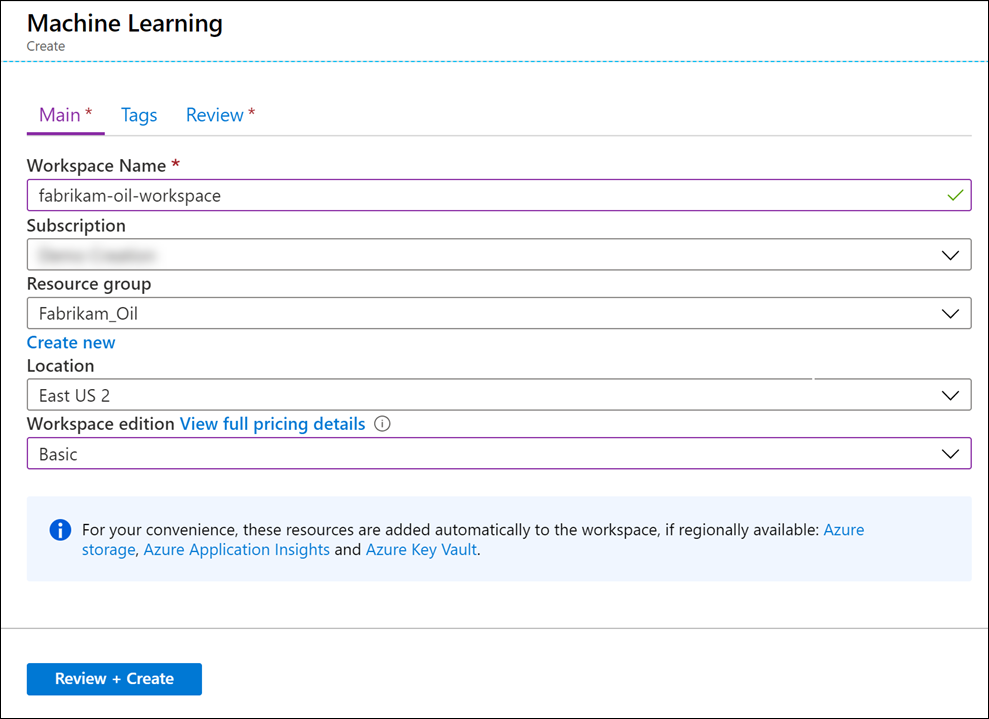 Machine Learning
Create
Main *
Tags
Review *
Workspace Name *
fabrikam-oil-workspace
Subscription
Resource group
Fabrikam_Oil
Create new
Location
East US 2
Workspace edition View full pricing details
Basic
For your convenience, these resources are added automatically to the workspace, if regionally available: Azure
storage, Azure Application Insights and Azure Key Vault.
Review + Create